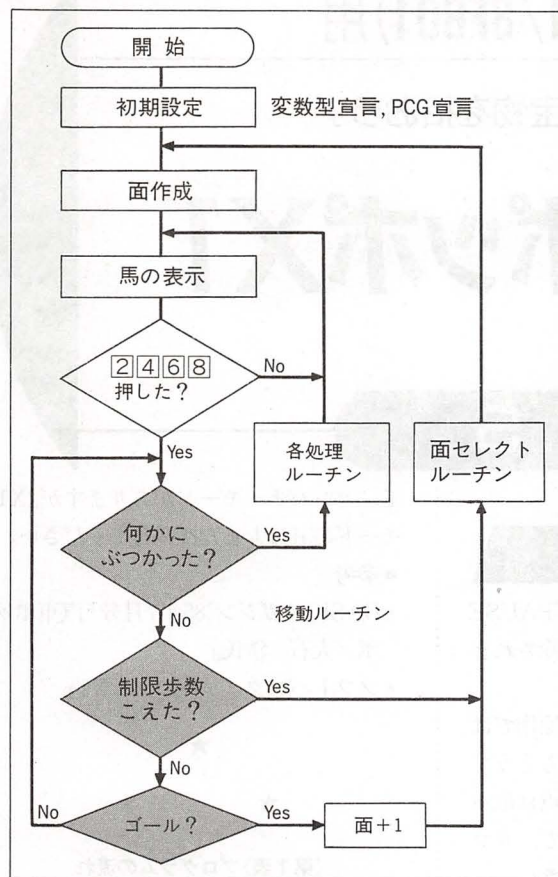 開 始
初期設定
変数型宣言, PCG宣言
面作成
馬の表示
2 4 6 8
押した？
No
Yes
各処理
ルーチン
面セレクト
ルーチン
何かに
ぶつかった？
Yes
No
移動ルーチン
制限歩数
こえた？
Yes
No
ゴール？
No
Yes
面+1